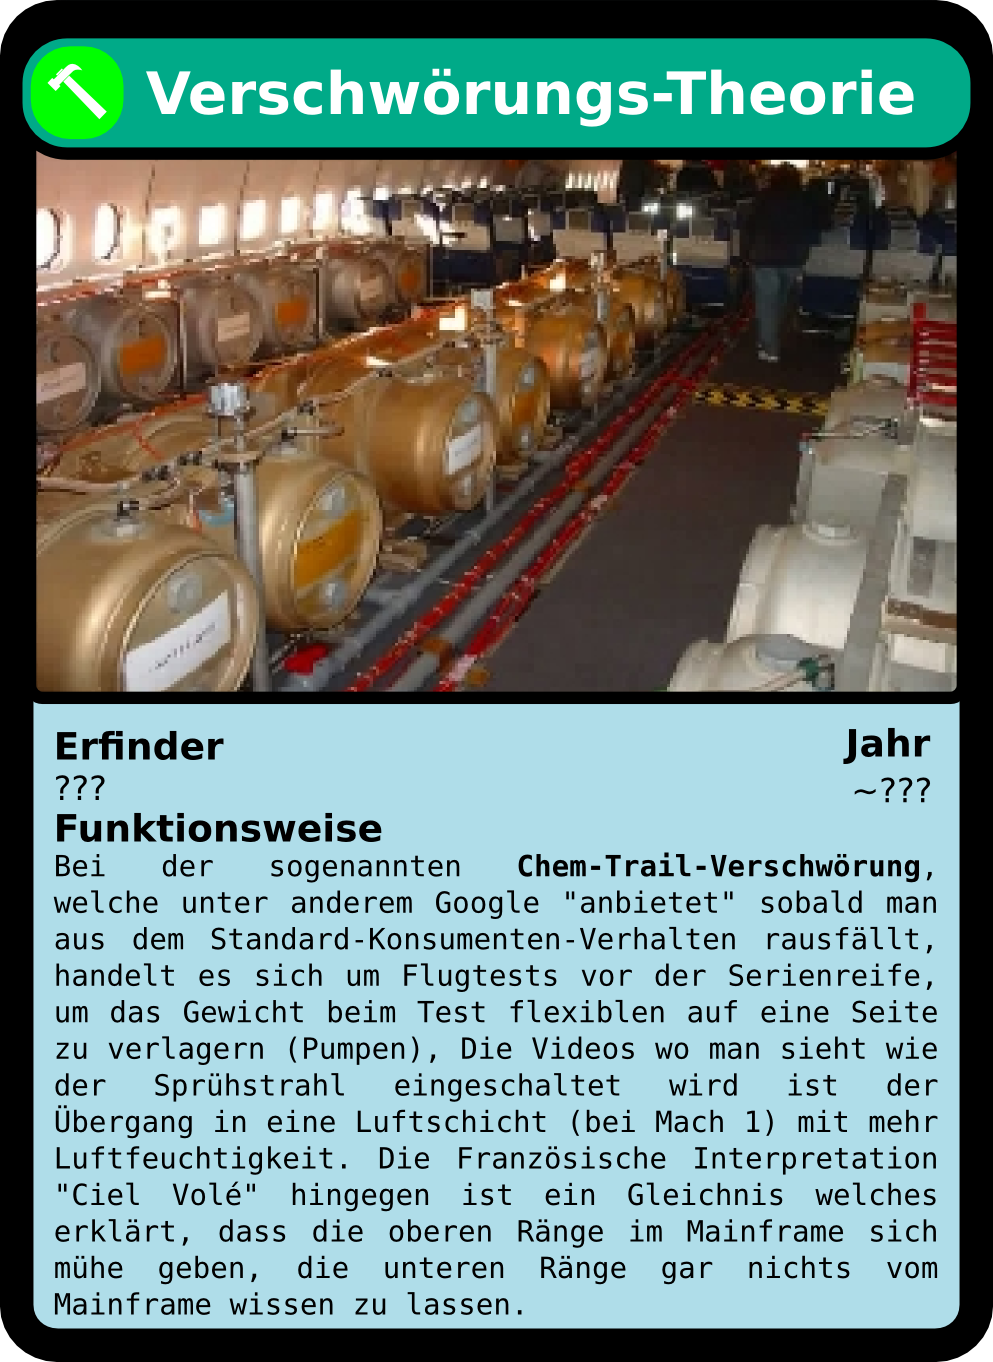 Verschwörungs-Theorie
Erfinder
Jahr
???
~???
Funktionsweise
Bei der sogenannten Chem-Trail-Verschwörung,
welche unter anderem Google "anbietet" sobald man
aus dem Standard-Konsumenten-Verhalten rausfällt,
handelt es sich um Flugtests vor der Serienreife,
um das Gewicht beim Test flexiblen auf eine Seite
zu verlagern (Pumpen), Die Videos wo man sieht wie
der Sprühstrahl eingeschaltet wird ist der
Übergang in eine Luftschicht (bei Mach 1) mit mehr
Luftfeuchtigkeit. Die Französische Interpretation
"Ciel Volé" hingegen ist ein Gleichnis welches
erklärt, dass die oberen Ränge im Mainframe sich
mühe geben, die unteren Ränge gar nichts vom
Mainframe wissen zu lassen.